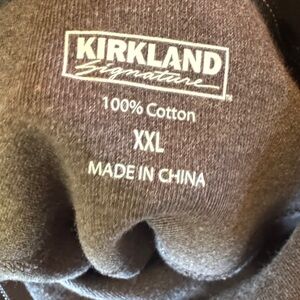 KIRKLAND
Signature
100% Cotton
XXL
MADE IN CHINA